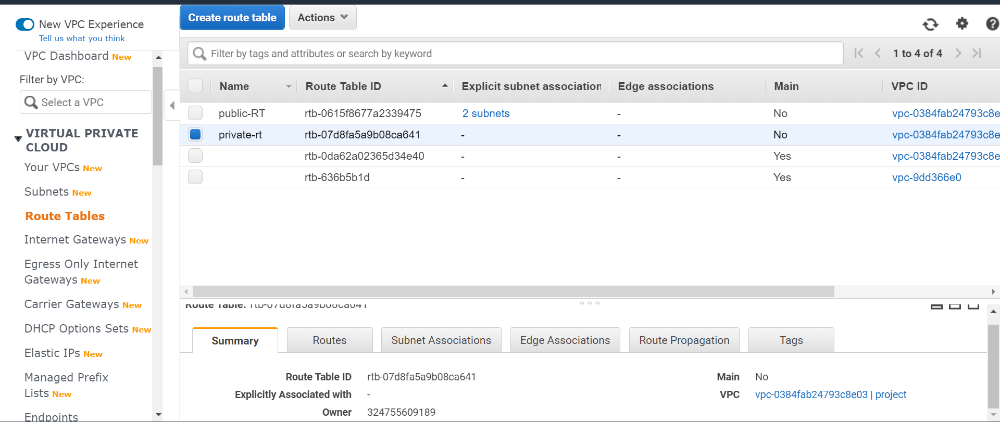 New VPC Experience
Tell us what you think
VPC Dashboard New
Filter by VPC:
Select a VPC
VIRTUAL PRIVATE
CLOUD
Your VPCs New
Subnets New
Route Tables
Internet Gateways New
Egress Only Internet
Gateways New
Carrier Gateways New
DHCP Options Sets New
Elastic IPs New
Managed Prefix
Lists New
Endpoints
Create route table Actions
Filter by tags and attributes or search by keyword
1 to 4 of 4
Name Route Table ID Explicit subnet association Edge associations Main VPC ID
public-RT rtb-0615f8677a2339475 2 subnets - No vpc-0384fab24793c8e
private-rt rtb-07d8fa5a9b08ca641 - - No vpc-0384fab24793c8e
rtb-0da62a02365d34e40 - - Yes vpc-0384fab24793c8e
rtb-636b5b1d - - Yes vpc-9dd366e0
Route Table: rtb-07d8fa5a9b08ca641
Summary Routes Subnet Associations Edge Associations Route Propagation Tags
Route Table ID rtb-07d8fa5a9b08ca641 Main No
Explicitly Associated with - VPC vpc-0384fab24793c8e03 | project
Owner 324755609189